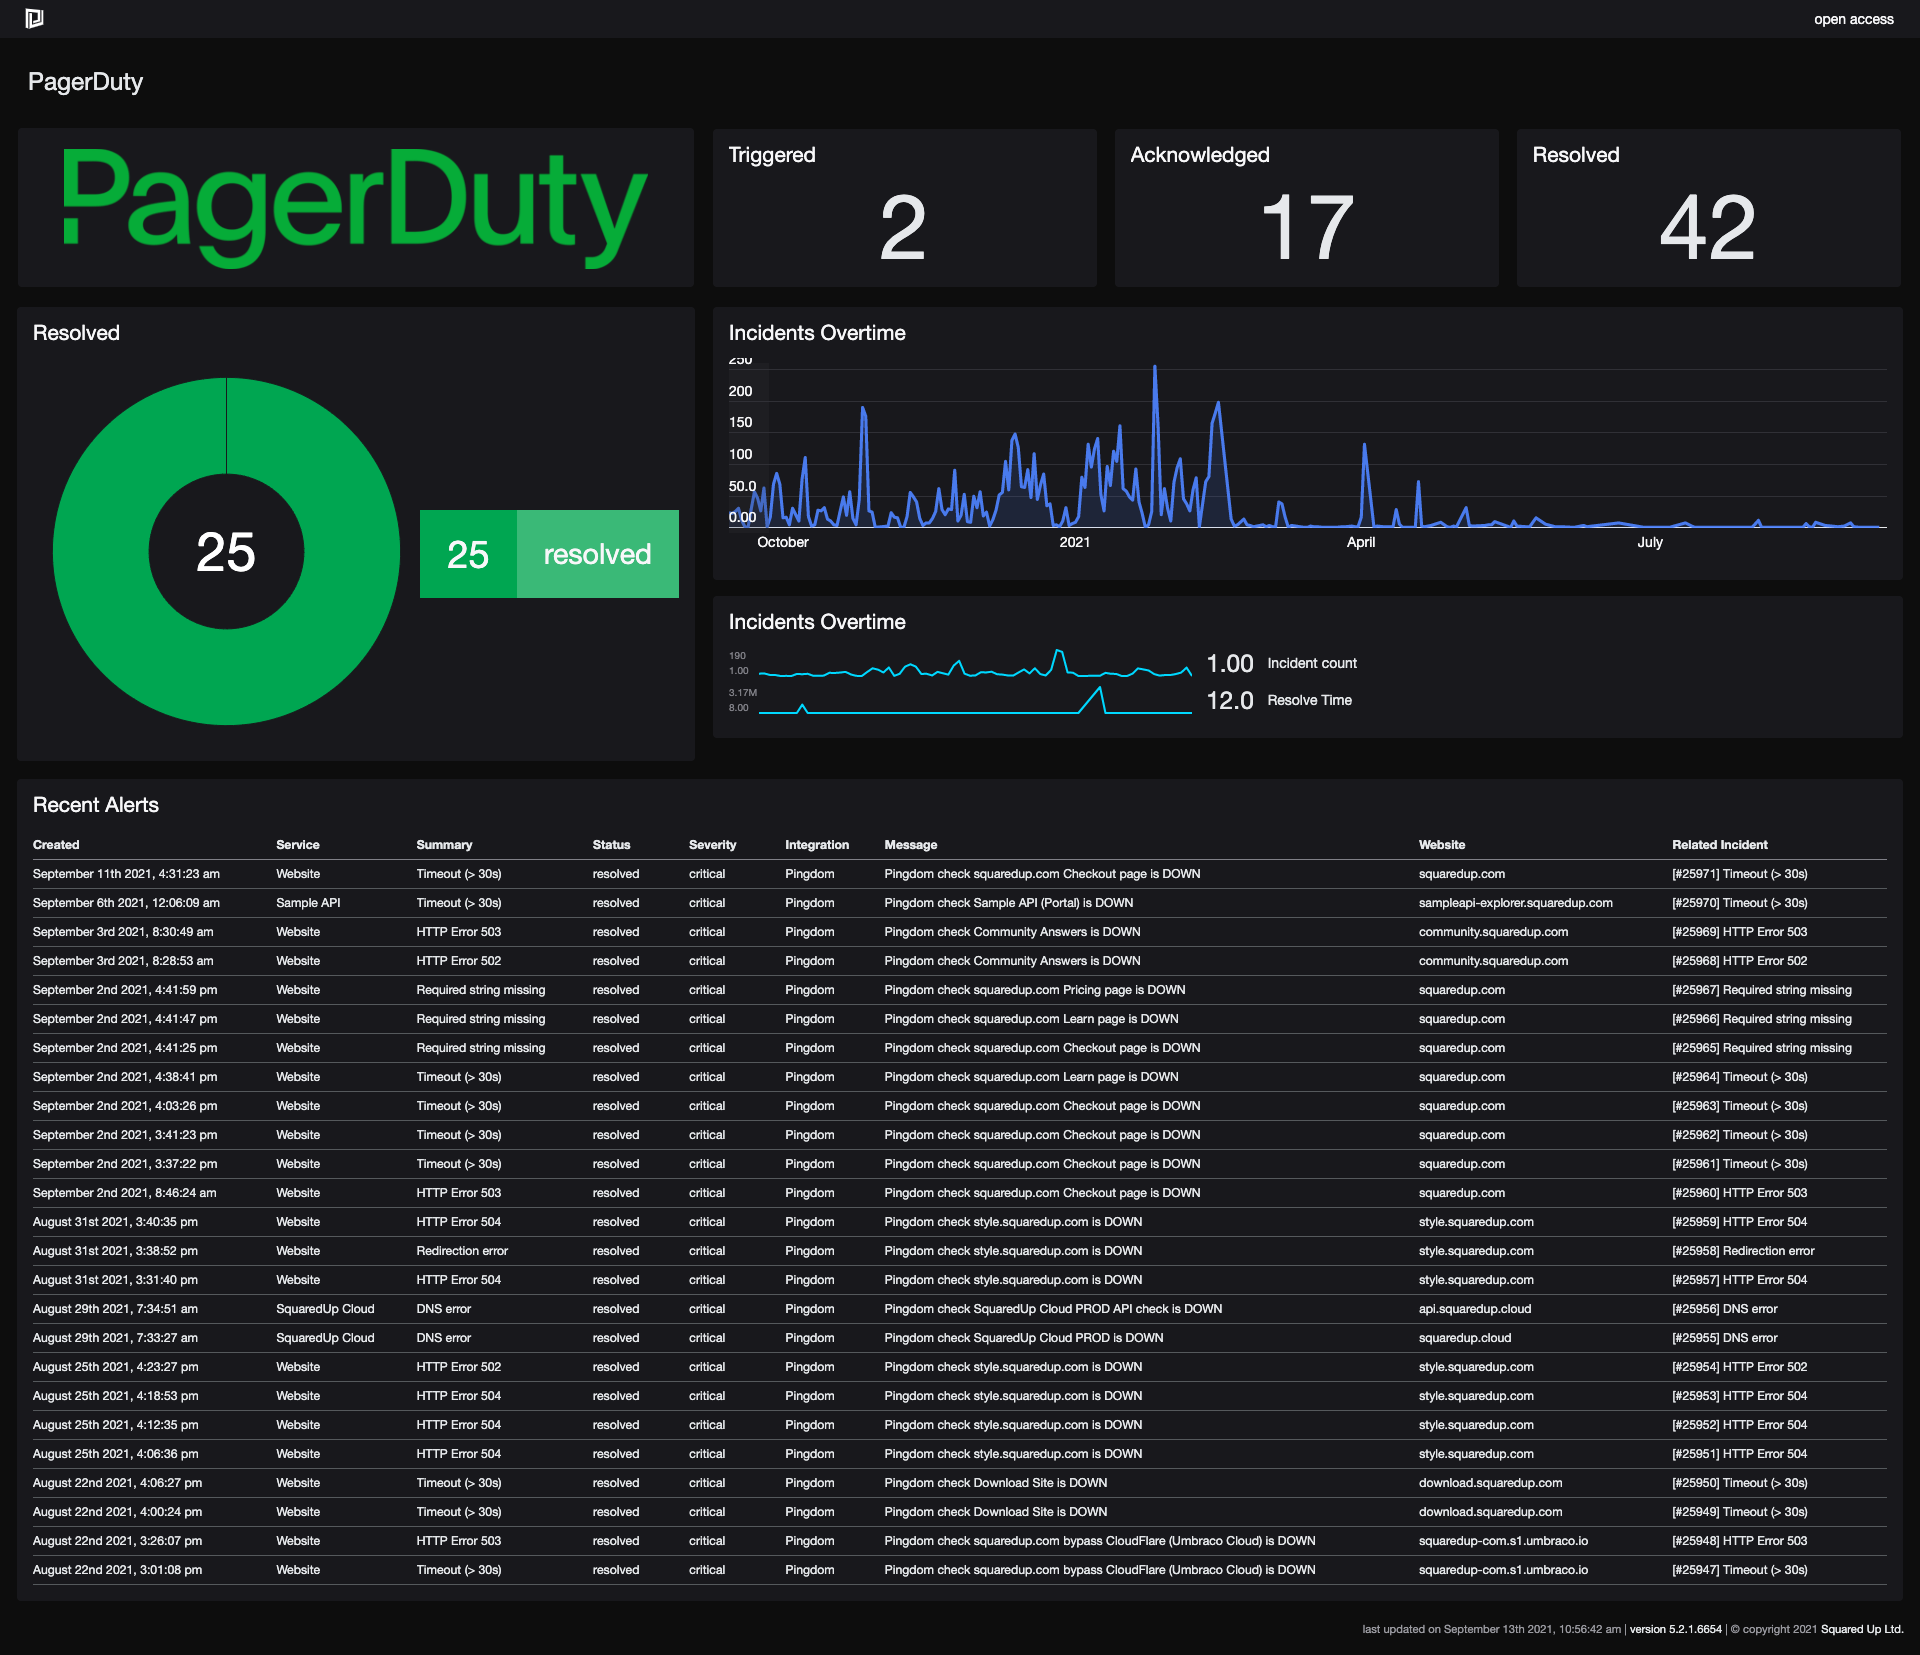 open access
PagerDuty
PagerDuty
Triggered
2
Acknowledged
17
Resolved
42
Resolved
25
25 resolved
Incidents Overtime
250
200
150
100
50.0
0.00
October 2021 April July
Incidents Overtime
190
1.00
1.00 Incident count
3.17M
8.00
12.0 Resolve Time
Recent Alerts
Created Service Summary Status Severity Integration Message Website Related Incident
September 11th 2021, 4:31:23 am Website Timeout (> 30s) resolved critical Pingdom Pingdom check squaredup.com Checkout page is DOWN squaredup.com [#25971] Timeout (> 30s)
September 6th 2021, 12:06:09 am Sample API Timeout (> 30s) resolved critical Pingdom Pingdom check Sample API (Portal) is DOWN sampleapi-explorer.squaredup.com [#25970] Timeout (> 30s)
September 3rd 2021, 8:30:49 am Website HTTP Error 503 resolved critical Pingdom Pingdom check Community Answers is DOWN community.squaredup.com [#25969] HTTP Error 503
September 3rd 2021, 8:28:53 am Website HTTP Error 502 resolved critical Pingdom Pingdom check Community Answers is DOWN community.squaredup.com [#25968] HTTP Error 502
September 2nd 2021, 4:41:59 pm Website Required string missing resolved critical Pingdom Pingdom check squaredup.com Pricing page is DOWN squaredup.com [#25967] Required string missing
September 2nd 2021, 4:41:47 pm Website Required string missing resolved critical Pingdom Pingdom check squaredup.com Learn page is DOWN squaredup.com [#25966] Required string missing
September 2nd 2021, 4:41:25 pm Website Required string missing resolved critical Pingdom Pingdom check squaredup.com Checkout page is DOWN squaredup.com [#25965] Required string missing
September 2nd 2021, 4:38:41 pm Website Timeout (> 30s) resolved critical Pingdom Pingdom check squaredup.com Learn page is DOWN squaredup.com [#25964] Timeout (> 30s)
September 2nd 2021, 4:03:26 pm Website Timeout (> 30s) resolved critical Pingdom Pingdom check squaredup.com Checkout page is DOWN squaredup.com [#25963] Timeout (> 30s)
September 2nd 2021, 3:41:23 pm Website Timeout (> 30s) resolved critical Pingdom Pingdom check squaredup.com Checkout page is DOWN squaredup.com [#25962] Timeout (> 30s)
September 2nd 2021, 3:37:22 pm Website Timeout (> 30s) resolved critical Pingdom Pingdom check squaredup.com Checkout page is DOWN squaredup.com [#25961] Timeout (> 30s)
September 2nd 2021, 8:46:24 am Website HTTP Error 503 resolved critical Pingdom Pingdom check squaredup.com Checkout page is DOWN squaredup.com [#25960] HTTP Error 503
August 31st 2021, 3:40:35 pm Website HTTP Error 504 resolved critical Pingdom Pingdom check style.squaredup.com is DOWN style.squaredup.com [#25959] HTTP Error 504
August 31st 2021, 3:38:52 pm Website Redirection error resolved critical Pingdom Pingdom check style.squaredup.com is DOWN style.squaredup.com [#25958] Redirection error
August 31st 2021, 3:31:40 pm Website HTTP Error 504 resolved critical Pingdom Pingdom check style.squaredup.com is DOWN style.squaredup.com [#25957] HTTP Error 504
August 29th 2021, 7:34:51 am SquaredUp Cloud DNS error resolved critical Pingdom Pingdom check SquaredUp Cloud PROD API check is DOWN api.squaredup.cloud [#25956] DNS error
August 29th 2021, 7:33:27 am SquaredUp Cloud DNS error resolved critical Pingdom Pingdom check SquaredUp Cloud PROD is DOWN squaredup.cloud [#25955] DNS error
August 25th 2021, 4:23:27 pm Website HTTP Error 502 resolved critical Pingdom Pingdom check style.squaredup.com is DOWN style.squaredup.com [#25954] HTTP Error 502
August 25th 2021, 4:18:53 pm Website HTTP Error 504 resolved critical Pingdom Pingdom check style.squaredup.com is DOWN style.squaredup.com [#25953] HTTP Error 504
August 25th 2021, 4:12:35 pm Website HTTP Error 504 resolved critical Pingdom Pingdom check style.squaredup.com is DOWN style.squaredup.com [#25952] HTTP Error 504
August 25th 2021, 4:06:36 pm Website HTTP Error 504 resolved critical Pingdom Pingdom check style.squaredup.com is DOWN style.squaredup.com [#25951] HTTP Error 504
August 22nd 2021, 4:06:27 pm Website Timeout (> 30s) resolved critical Pingdom Pingdom check Download Site is DOWN download.squaredup.com [#25950] Timeout (> 30s)
August 22nd 2021, 4:00:24 pm Website Timeout (> 30s) resolved critical Pingdom Pingdom check Download Site is DOWN download.squaredup.com [#25949] Timeout (> 30s)
August 22nd 2021, 3:26:07 pm Website HTTP Error 503 resolved critical Pingdom Pingdom check squaredup.com bypass CloudFlare (Umbraco Cloud) is DOWN squaredup-com.s1.umbraco.io [#25948] HTTP Error 503
August 22nd 2021, 3:01:08 pm Website Timeout (> 30s) resolved critical Pingdom Pingdom check squaredup.com bypass CloudFlare (Umbraco Cloud) is DOWN squaredup-com.s1.umbraco.io [#25947] Timeout (> 30s)
last updated on September 13th 2021, 10:56:42 am | version 5.2.1.6654 | © copyright 2021 Squared Up Ltd.